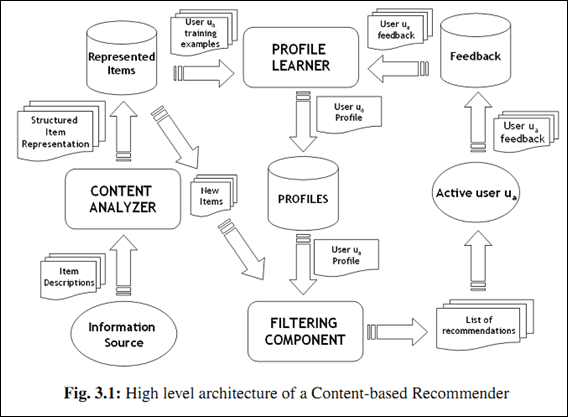 Represented
Items
User u_b
training
examples
PROFILE
LEARNER
User u_a
feedback
Feedback
Structured
Item
Representation
User u_a
Profile
User u_a
feedback
CONTENT
ANALYZER
New
Items
PROFILES
Active user u_a
Item
Descriptions
User u_a
Profile
Information
Source
FILTERING
COMPONENT
List of
recommendations
Fig. 3.1: High level architecture of a Content-based Recommender